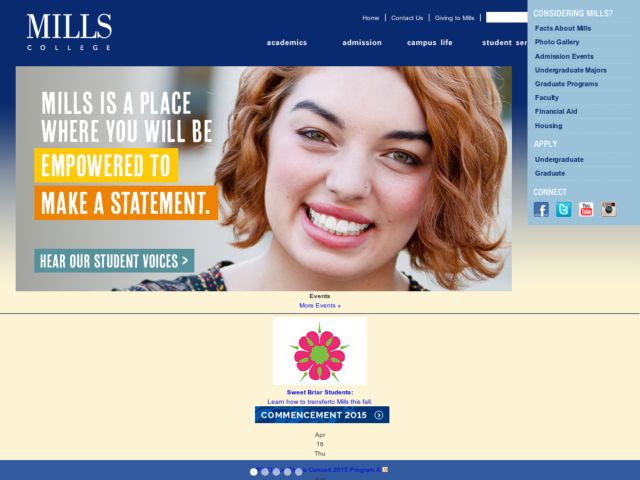 MILLS
COLLEGE
Home
Contact Us
Giving to Mills
academics
admission
campus life
student ser
CONSIDERING MILLS?
Facts About Mills
Photo Gallery
Admission Events
Undergraduate Majors
Graduate Programs
Faculty
Financial Aid
Housing
APPLY
Undergraduate
Graduate
CONNECT
You
Tube
MILLS IS A PLACE
WHERE YOU WILL BE
EMPOWERED TO
MAKE A STATEMENT.
HEAR OUR STUDENT VOICES >
Events
More Events »
Sweet Briar Students:
Learn how to transferto Mills this fall.
COMMENCEMENT 2015
Apr
16
Thu
Concert 2015 Program A